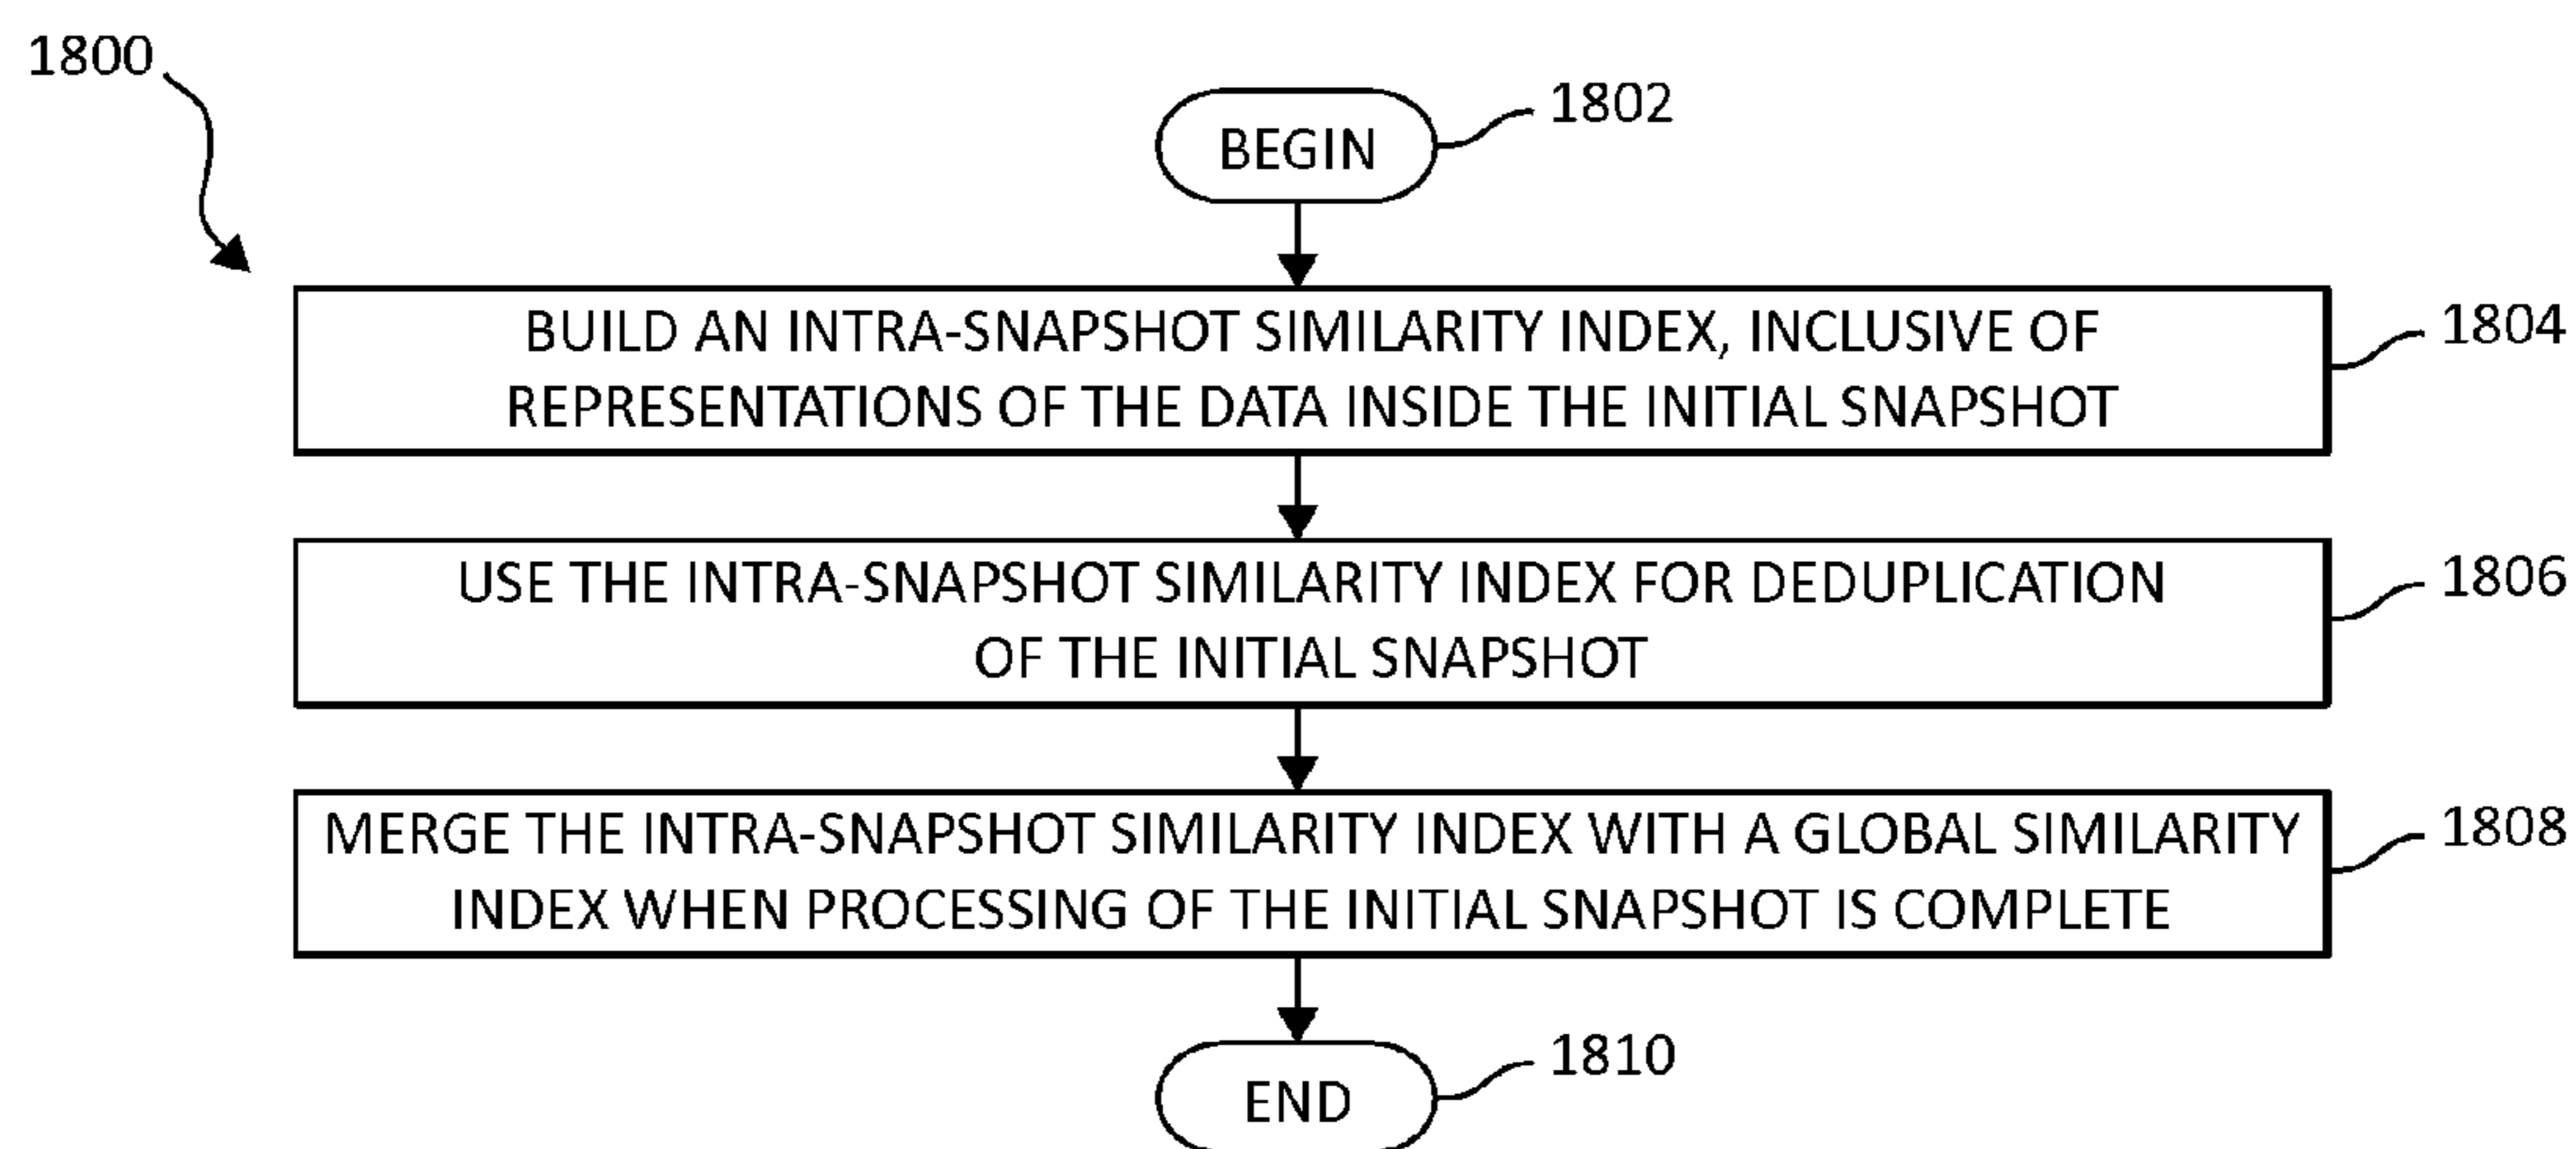 1800
BEGIN
1802
BUILD AN INTRA-SNAPSHOT SIMILARITY INDEX, INCLUSIVE OF
REPRESENTATIONS OF THE DATA INSIDE THE INITIAL SNAPSHOT
1804
USE THE INTRA-SNAPSHOT SIMILARITY INDEX FOR DEDUPLICATION
OF THE INITIAL SNAPSHOT
1806
MERGE THE INTRA-SNAPSHOT SIMILARITY INDEX WITH A GLOBAL SIMILARITY
INDEX WHEN PROCESSING OF THE INITIAL SNAPSHOT IS COMPLETE
1808
END
1810